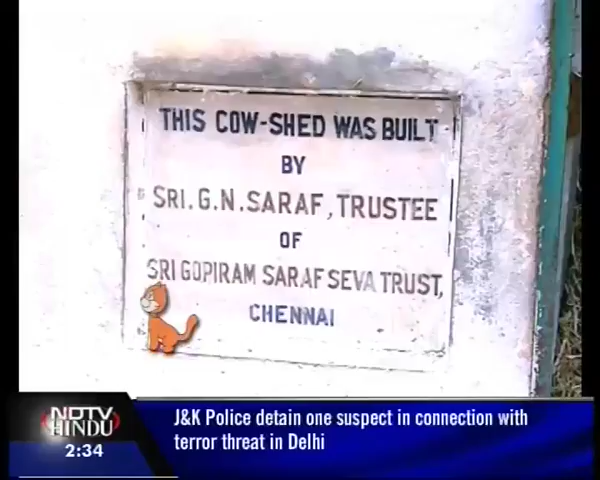 THIS COW-SHED WAS BUILT
BY
SRI.G.N.SARAF, TRUSTEE
OF
SRI GOPIRAM SARAF SEVA TRUST,
CHENNAI
NDTV
HINDU
2:34
J&K Police detain one suspect in connection with
terror threat in Delhi